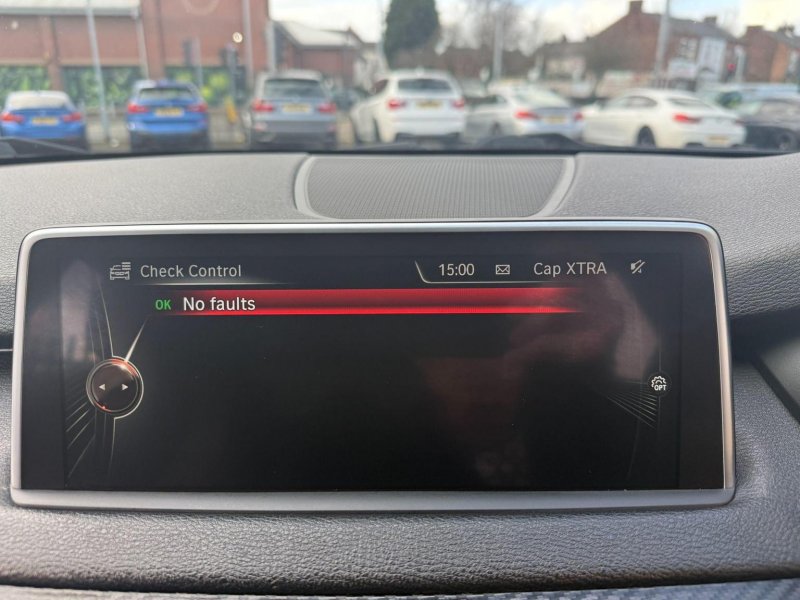 Check Control
15:00 Cap XTRA
OK No faults
OPT